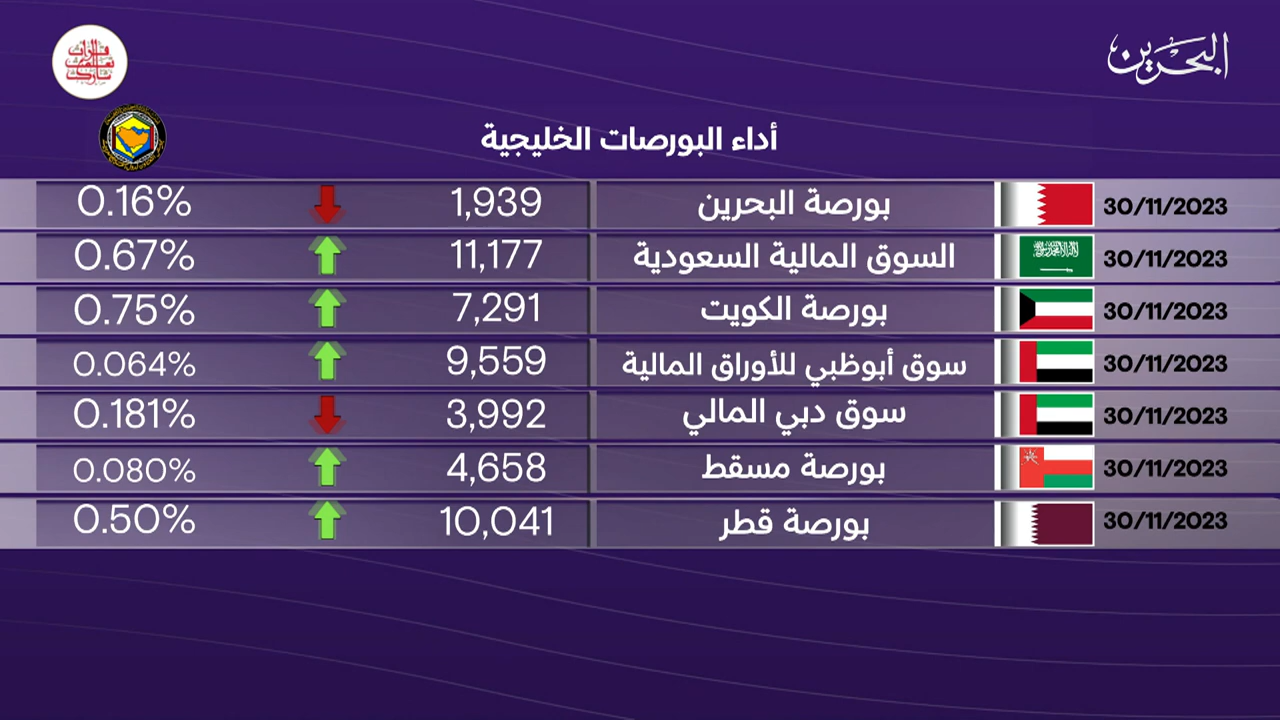 البحرين
أداء البورصات الخليجية
30/11/2023 بورصة البحرين 1,939 0.16%
30/11/2023 السوق المالية السعودية 11,177 0.67%
30/11/2023 بورصة الكويت 7,291 0.75%
30/11/2023 سوق أبوظبي للأوراق المالية 9,559 0.064%
30/11/2023 سوق دبي المالي 3,992 0.181%
30/11/2023 بورصة مسقط 4,658 0.080%
30/11/2023 بورصة قطر 10,041 0.50%